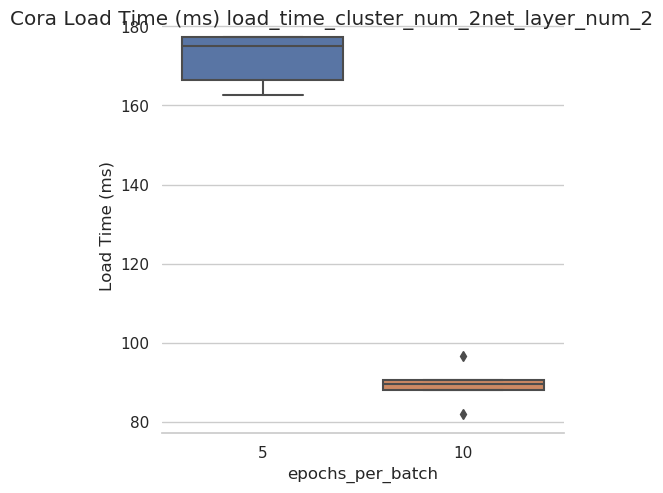 Cora Load Time (ms) load_time_cluster_num_2net_layer_num_2
180
160
140
120
100
80
Load Time (ms)
5 10
epochs_per_batch